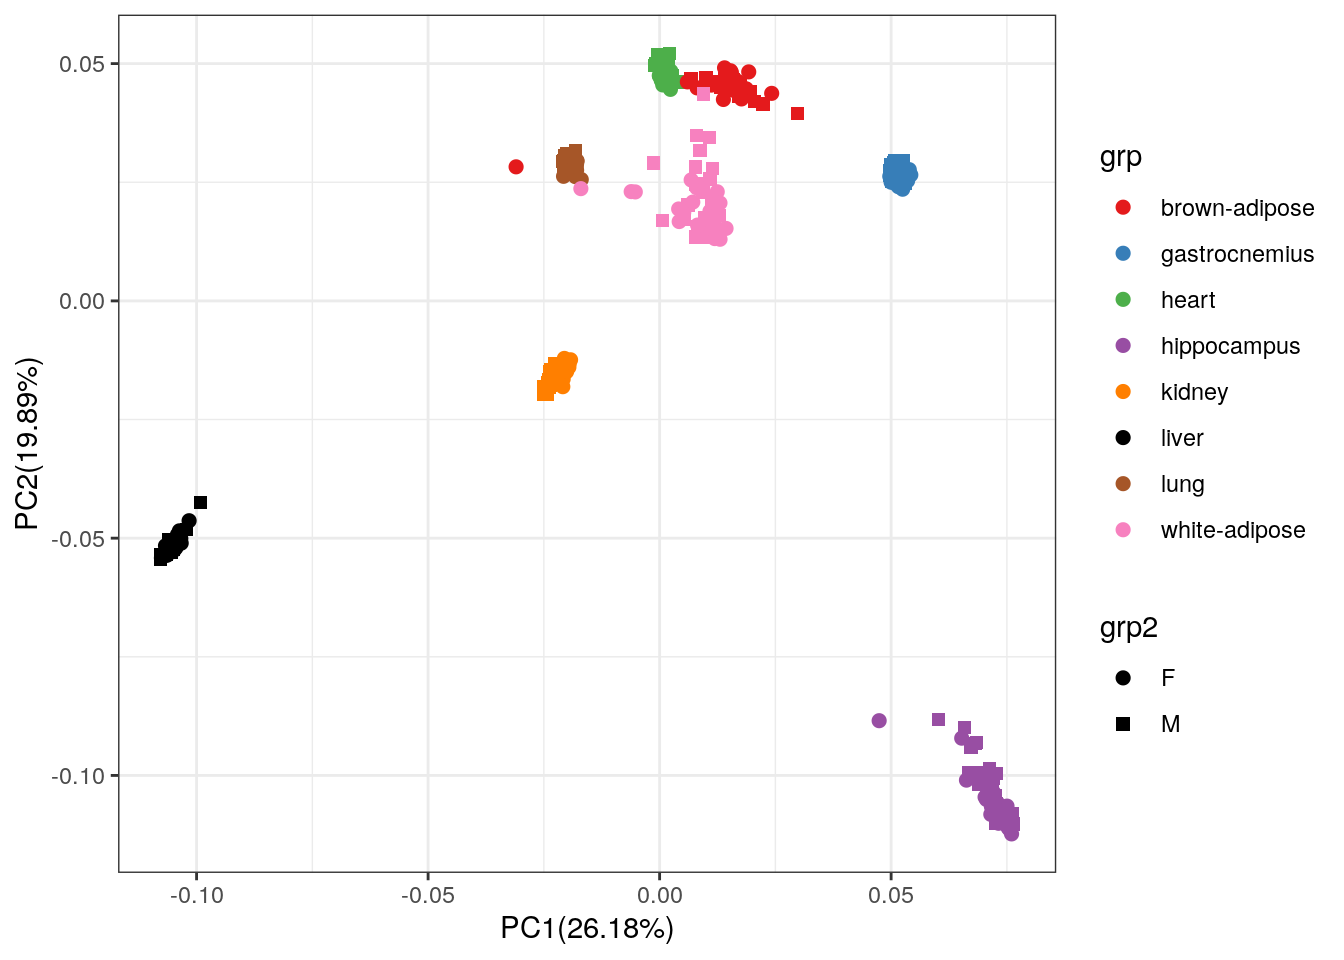 0.05
0.00
-0.05
-0.10
PC2(19.89%)
-0.10
-0.05
0.00
0.05
PC1(26.18%)
grp
brown-adipose
gastrocnemius
heart
hippocampus
kidney
liver
lung
white-adipose
grp2
F
M